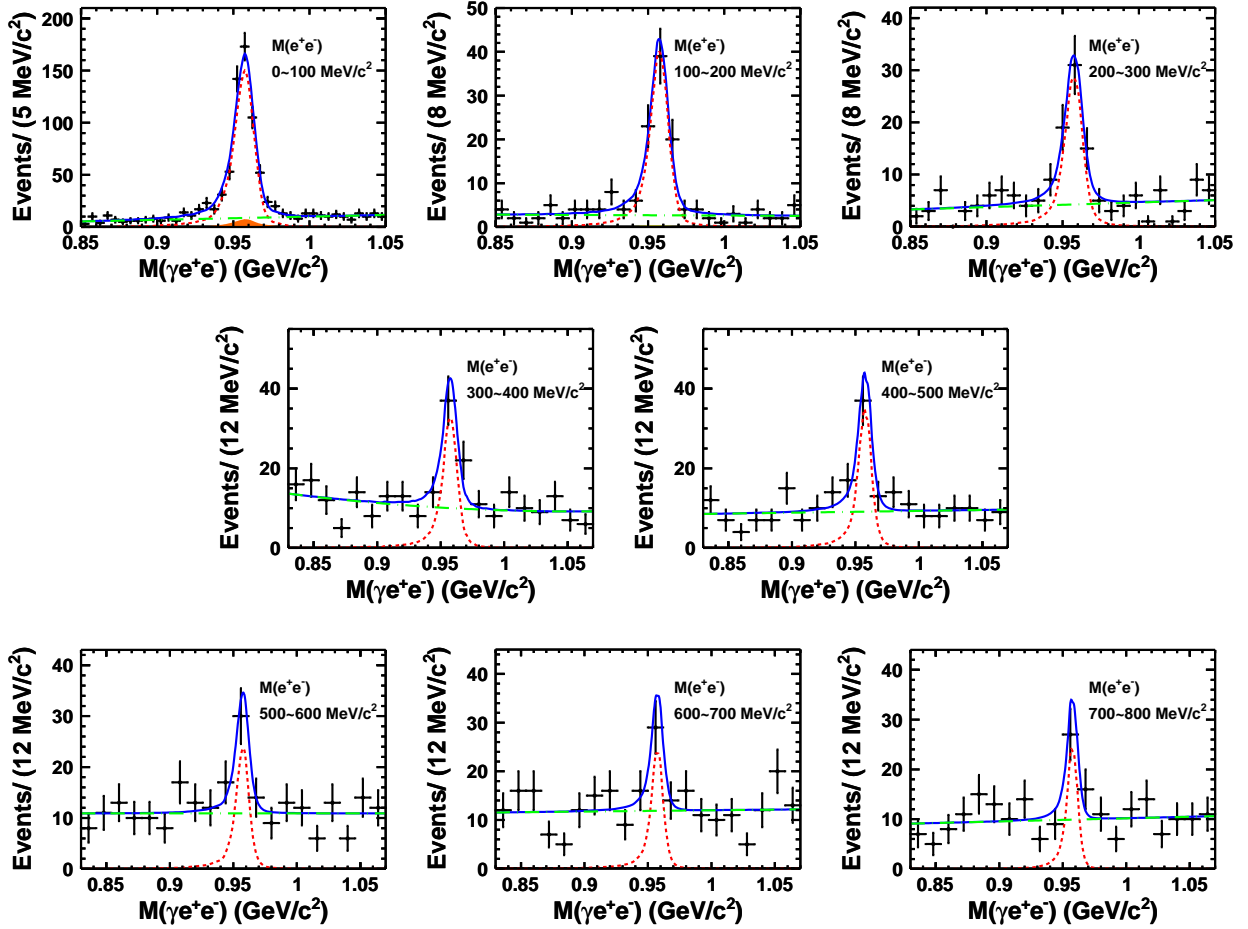 Events/ (5 MeV/c²)
200
150
100
50
0
M(e⁺e⁻)
0~100 MeV/c²
0.85 0.9 0.95 1 1.05
M(γe⁺e⁻) (GeV/c²)
Events/ (8 MeV/c²)
50
40
30
20
10
0
M(e⁺e⁻)
100~200 MeV/c²
0.85 0.9 0.95 1 1.05
M(γe⁺e⁻) (GeV/c²)
Events/ (8 MeV/c²)
40
30
20
10
0
M(e⁺e⁻)
200~300 MeV/c²
0.85 0.9 0.95 1 1.05
M(γe⁺e⁻) (GeV/c²)
Events/ (12 MeV/c²)
40
20
0
M(e⁺e⁻)
300~400 MeV/c²
0.85 0.9 0.95 1 1.05
M(γe⁺e⁻) (GeV/c²)
Events/ (12 MeV/c²)
40
20
0
M(e⁺e⁻)
400~500 MeV/c²
0.85 0.9 0.95 1 1.05
M(γe⁺e⁻) (GeV/c²)
Events/ (12 MeV/c²)
40
30
20
10
0
M(e⁺e⁻)
500~600 MeV/c²
0.85 0.9 0.95 1 1.05
M(γe⁺e⁻) (GeV/c²)
Events/ (12 MeV/c²)
40
30
20
10
0
M(e⁺e⁻)
600~700 MeV/c²
0.85 0.9 0.95 1 1.05
M(γe⁺e⁻) (GeV/c²)
Events/ (12 MeV/c²)
40
30
20
10
0
M(e⁺e⁻)
700~800 MeV/c²
0.85 0.9 0.95 1 1.05
M(γe⁺e⁻) (GeV/c²)